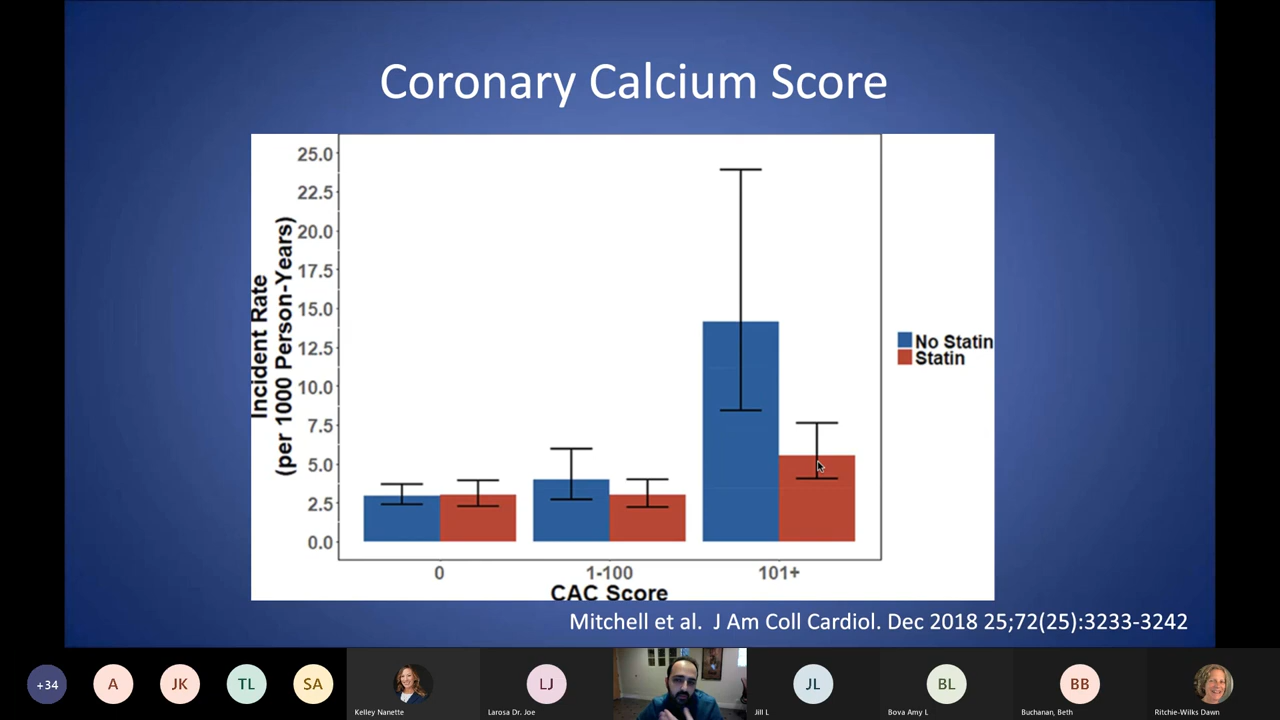 Coronary Calcium Score
25.0
22.5
20.0
17.5
15.0
12.5
10.0
7.5
5.0
2.5
0.0
Incident Rate
(per 1000 Person-Years)
No Statin
Statin
0 1-100 101+
CAC Score
Mitchell et al. J Am Coll Cardiol. Dec 2018 25;72(25):3233-3242
+34 A JK TL SA LJ JL BL BB
Kelley Nanette Larosa Dr. Joe Jill L Bova Amy L Buchanan, Beth Ritchie-Wilks Dawn